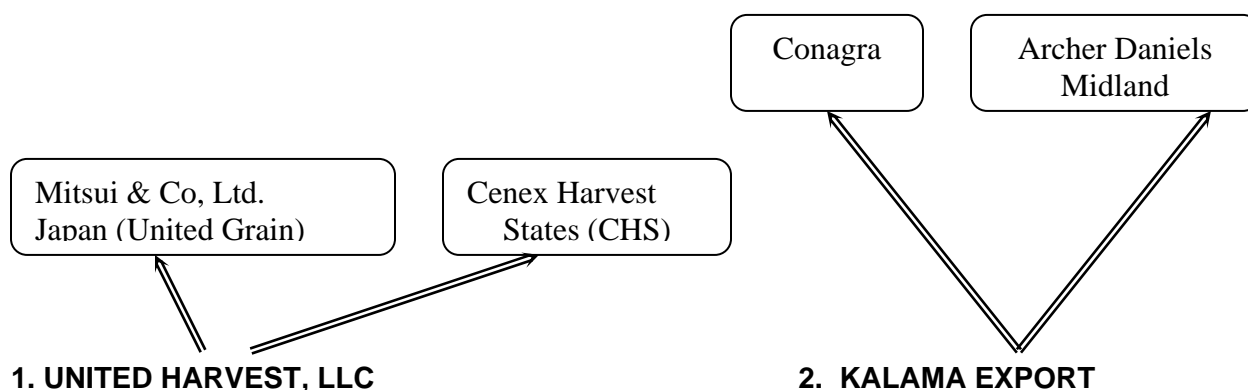 Conagra
Archer Daniels
Midland
Mitsui & Co, Ltd.
Japan (United Grain)
Cenex Harvest
States (CHS)
1. UNITED HARVEST, LLC
2. KALAMA EXPORT